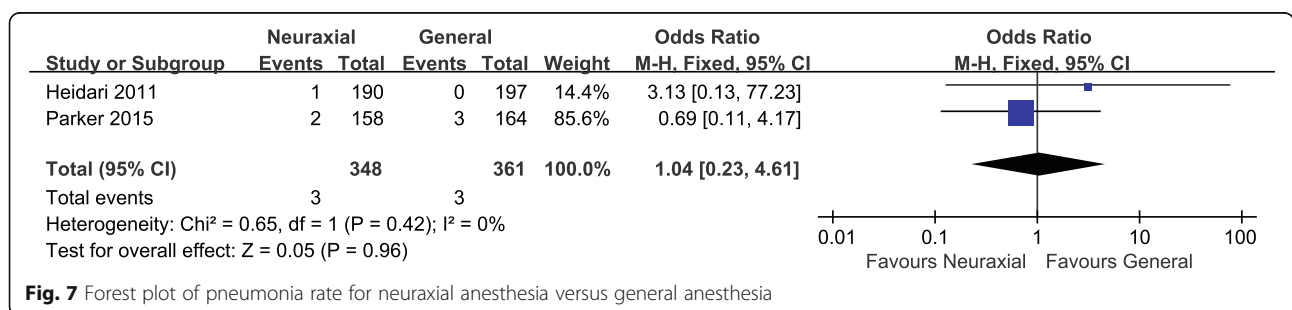 Neuraxial General Odds Ratio Odds Ratio
Study or Subgroup Events Total Events Total Weight M-H, Fixed, 95% CI M-H, Fixed, 95% CI
Heidari 2011 1 190 0 197 14.4% 3.13 [0.13, 77.23]
Parker 2015 2 158 3 164 85.6% 0.69 [0.11, 4.17]
Total (95% CI) 348 361 100.0% 1.04 [0.23, 4.61]
Total events 3 3
Heterogeneity: Chi² = 0.65, df = 1 (P = 0.42); I² = 0%
Test for overall effect: Z = 0.05 (P = 0.96)
0.01 0.1 1 10 100
Favours Neuraxial Favours General
Fig. 7 Forest plot of pneumonia rate for neuraxial anesthesia versus general anesthesia